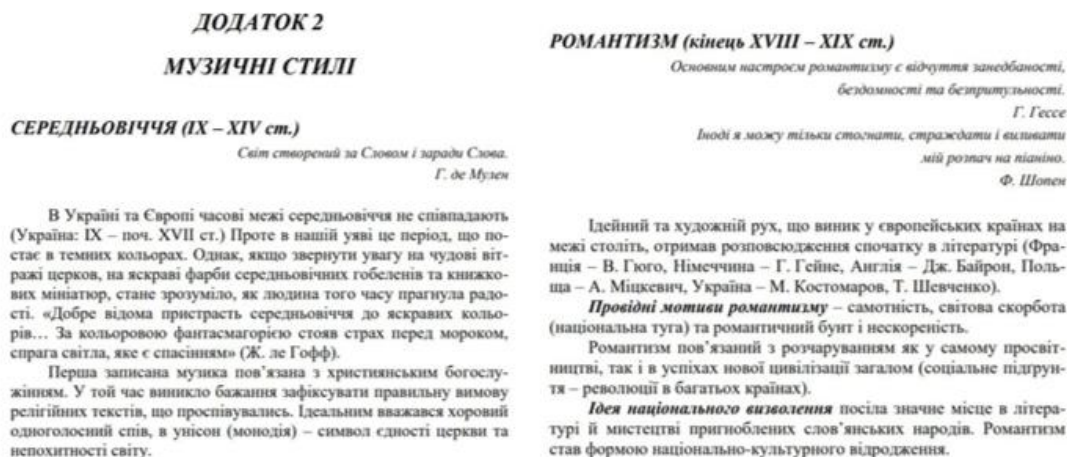 ДОДАТОК 2
МУЗИЧНІ СТИЛІ
СЕРЕДНЬОВІЧЧЯ (IX – XIV ст.)
Світ створений за Словом і заради Слова.
Г. де Мулен
В Україні та Європі часові межі середньовіччя не співпадають
(Україна: IX – поч. XVII ст.) Проте в нашій уяві це період, що по-
стає в темних кольорах. Однак, якщо звернути увагу на чудові віт-
ражі церков, на яскраві фарби середньовічних гобеленів та книжко-
вих мініатюр, стане зрозуміло, як людина того часу прагнула радо-
сті. «Добре відома пристрасть середньовіччя до яскравих кольо-
рів… За кольоровою фантасмагорією стояв страх перед мороком,
спрага світла, яке є спасінням» (Ж. ле Гофф).
Перша записана музика пов’язана з християнським богослу-
жінням. У той час виникло бажання зафіксувати правильну вимову
релігійних текстів, що проспівувались. Ідеальним вважався хоровий
одноголосний спів, в унісон (монодія) – символ єдності церкви та
непохитності світу.
РОМАНТИЗМ (кінець XVIII – XIX ст.)
Основним настроєм романтизму є відчуття занедбаності,
бездомності та безпритульності.
Г. Гессе
Іноді я можу тільки стогнати, страждати і виливати
мій розпач на піаніно.
Ф. Шопен
Ідейний та художній рух, що виник у європейських країнах на
межі століть, отримав розповсюдження спочатку в літературі (Фра-
нція – В. Гюго, Німеччина – Г. Гейне, Англія – Дж. Байрон, Поль-
ща – А. Міцкевич, Україна – М. Костомаров, Т. Шевченко).
Провідні мотиви романтизму – самотність, світова скорбота
(національна туга) та романтичний бунт і нескореність.
Романтизм пов’язаний з розчаруванням як у самому просвіт-
ництві, так і в успіхах нової цивілізації загалом (соціальне підґрун-
тя – революції в багатьох країнах).
Ідея національного визволення посіла значне місце в літера-
турі й мистецтві пригноблених слов’янських народів. Романтизм
став формою національно-культурного відродження.